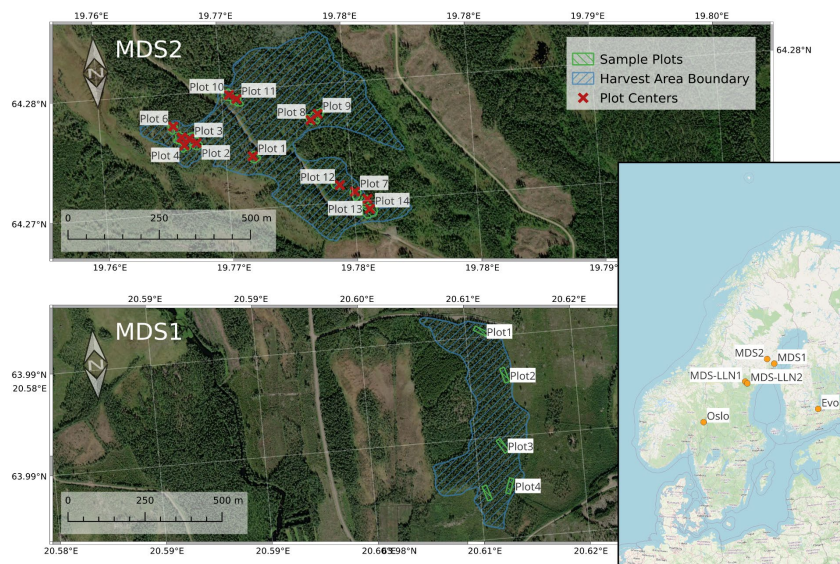 19.76°E 19.77°E 19.78°E 19.78°E 19.79°E 19.80°E
MDS2
N
64.28°N
Sample Plots
Harvest Area Boundary
Plot Centers
64.28°N
Plot 10
Plot 11
Plot 9
Plot 8
Plot 6
Plot 3
Plot 4
Plot 2
Plot 1
Plot 12
Plot 7
Plot 14
Plot 13
64.27°N
0 250 500 m
19.76°E 19.77°E 19.78°E 19.78°E
20.59°E 20.59°E 20.60°E 20.61°E 20.62°E
MDS1
N
Plot1
Plot2
63.99°N
20.58°E
Plot3
63.99°N
Plot4
0 250 500 m
20.58°E 20.59°E 20.59°E 20.61°E 20.62°E
MDS2
MDS1
MDS-LLN1
MDS-LLN2
Evo
Oslo